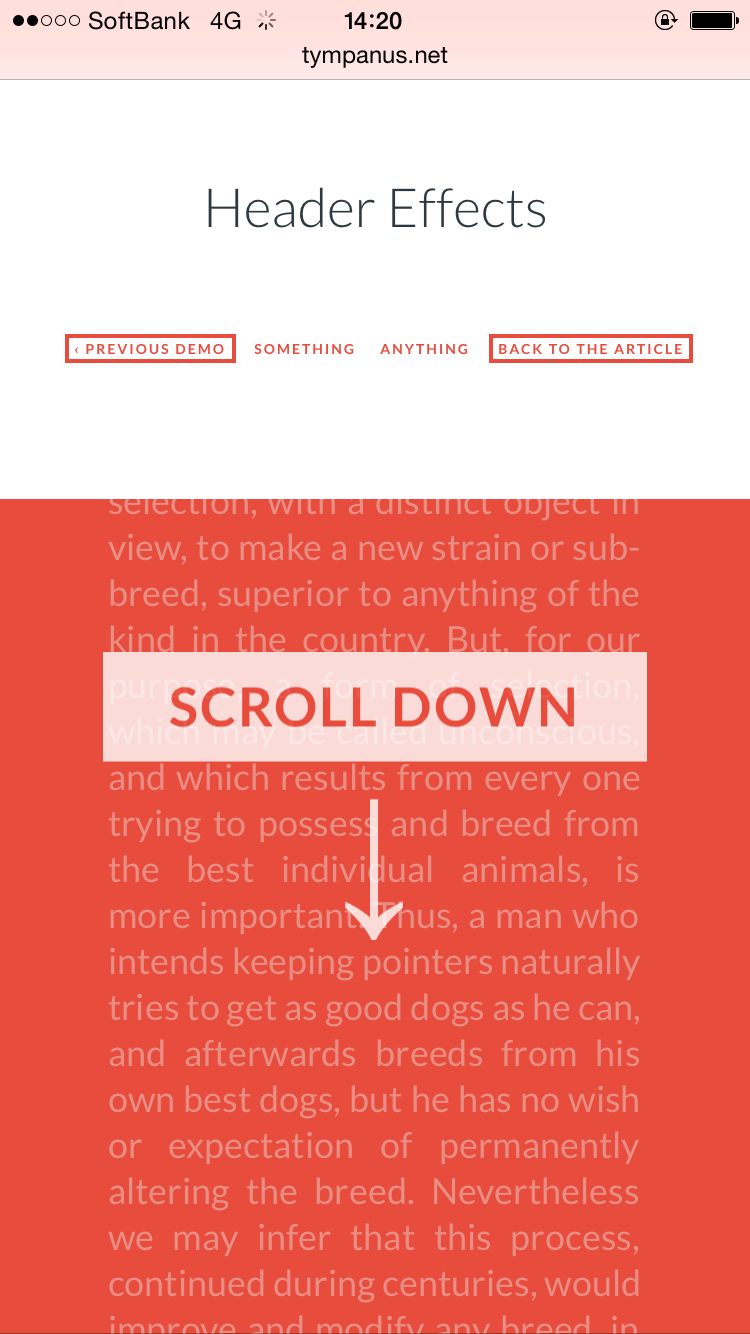 SoftBank 4G 14:20
tympanus.net
Header Effects
‹ PREVIOUS DEMO SOMETHING ANYTHING BACK TO THE ARTICLE
selection, with a distinct object in
view, to make a new strain or sub-
breed, superior to anything of the
kind in the country. But, for our
purpose, a form of selection,
SCROLL DOWN
which may be called unconscious,
and which results from every one
trying to possess and breed from
the best individual animals, is
more important. Thus, a man who
intends keeping pointers naturally
tries to get as good dogs as he can,
and afterwards breeds from his
own best dogs, but he has no wish
or expectation of permanently
altering the breed. Nevertheless
we may infer that this process,
continued during centuries, would
improve and modify any breed, in